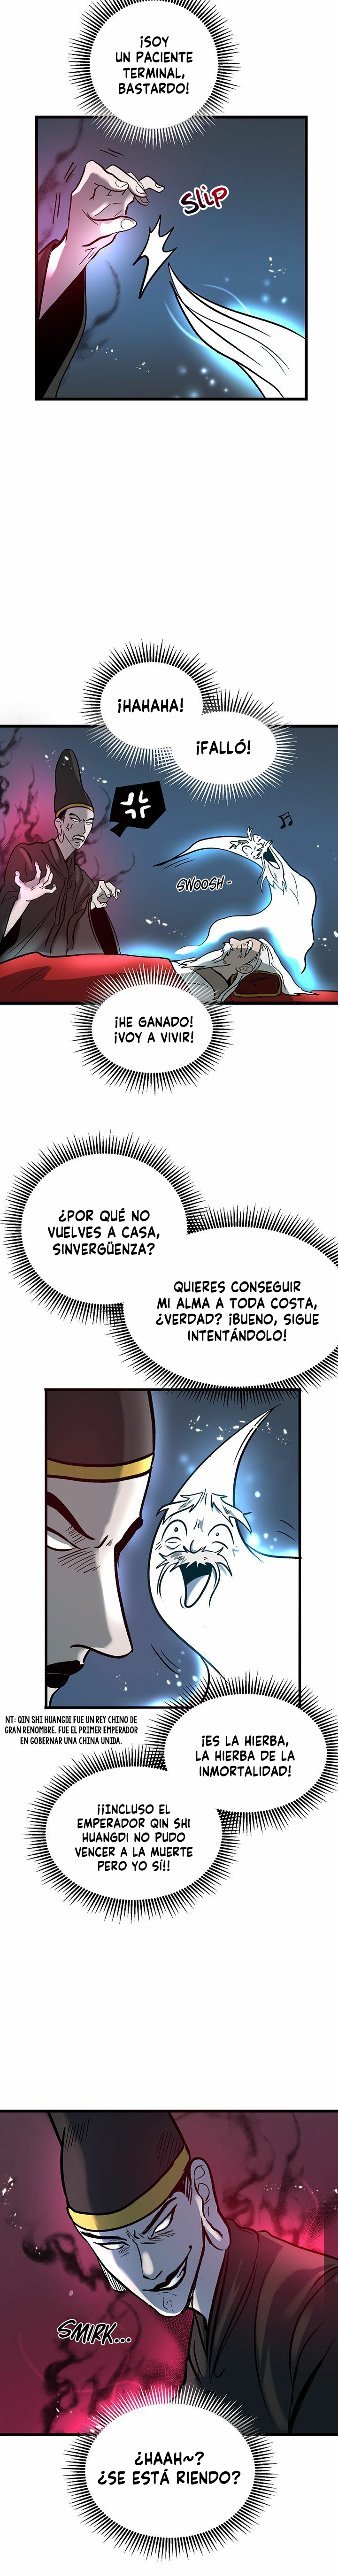 ¡SOY
UN PACIENTE
TERMINAL,
BASTARDO!
Slip
¡HAHAHA!
¡FALLÓ!
SWOOSH-
¡HE GANADO!
¡VOY A VIVIR!
¿POR QUÉ NO
VUELVES A CASA,
SINVERGÜENZA?
QUIERES CONSEGUIR
MI ALMA A TODA COSTA,
¿VERDAD? ¡BUENO, SIGUE
INTENTÁNDOLO!
NT: QIN SHI HUANGDI FUE UN REY CHINO DE
GRAN RENOMBRE. FUE EL PRIMER EMPERADOR
EN GOBERNAR UNA CHINA UNIDA.
¡ES LA HIERBA,
LA HIERBA DE LA
INMORTALIDAD!
¡¡INCLUSO EL
EMPERADOR QIN SHI
HUANGDI NO PUDO
VENCER A LA MUERTE
PERO YO SÍ!!
SMIRK...
¿HAAH~?
¿SE ESTÁ RIENDO?